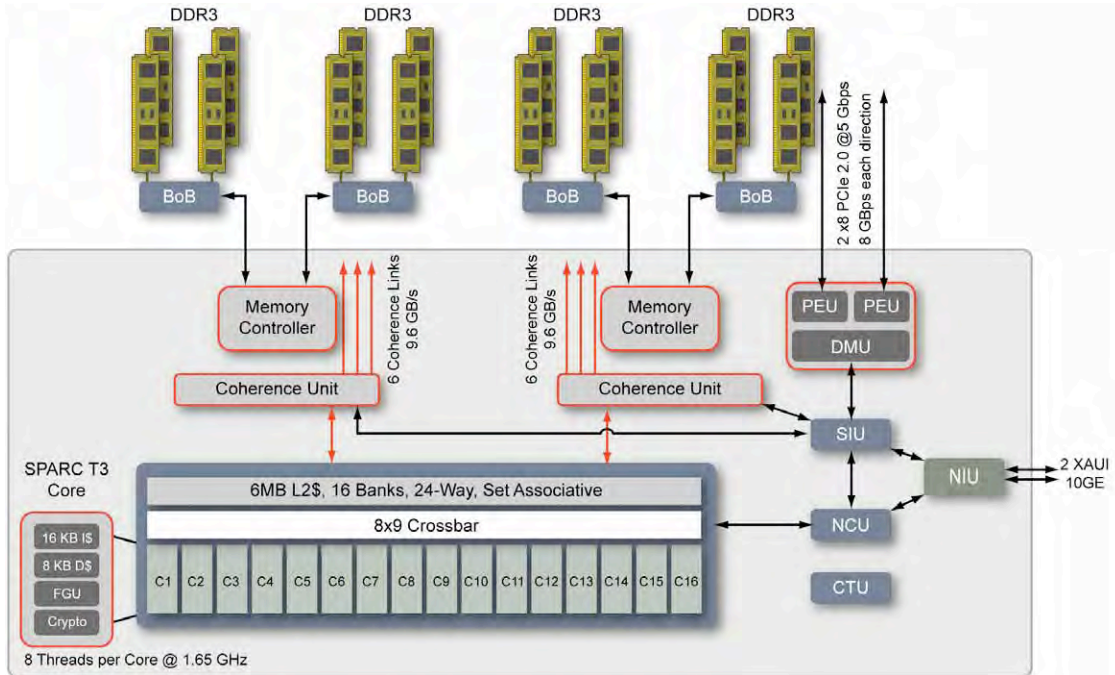 DDR3
DDR3
DDR3
DDR3
BoB
BoB
BoB
BoB
2 x8 PCIe 2.0 @5 Gbps
8 GBps each direction
Memory
Controller
6 Coherence Links
9.6 GB/s
6 Coherence Links
9.6 GB/s
Memory
Controller
PEU
PEU
DMU
Coherence Unit
Coherence Unit
SIU
SPARC T3
Core
6MB L2$, 16 Banks, 24-Way, Set Associative
NIU
2 XAUI
10GE
8x9 Crossbar
NCU
16 KB I$
8 KB D$
FGU
Crypto
C1
C2
C3
C4
C5
C6
C7
C8
C9
C10
C11
C12
C13
C14
C15
C16
CTU
8 Threads per Core @ 1.65 GHz